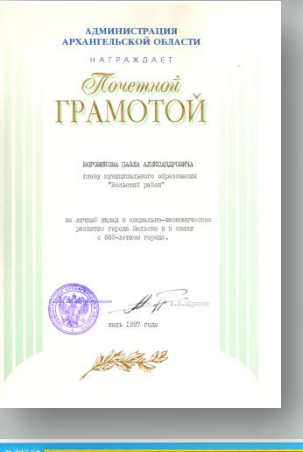 АДМИНИСТРАЦИЯ
АРХАНГЕЛЬСКОЙ ОБЛАСТИ
НАГРАЖДАЕТ
Почетной
ГРАМОТОЙ
БОРОВИКОВА ПАВЛА АЛЕКСАНДРОВИЧА
главу муниципального образования
"Вельский район"
за личный вклад в социально-экономическое
развитие города Вельска и в связи
с 860-летием города.
июль 1997 года